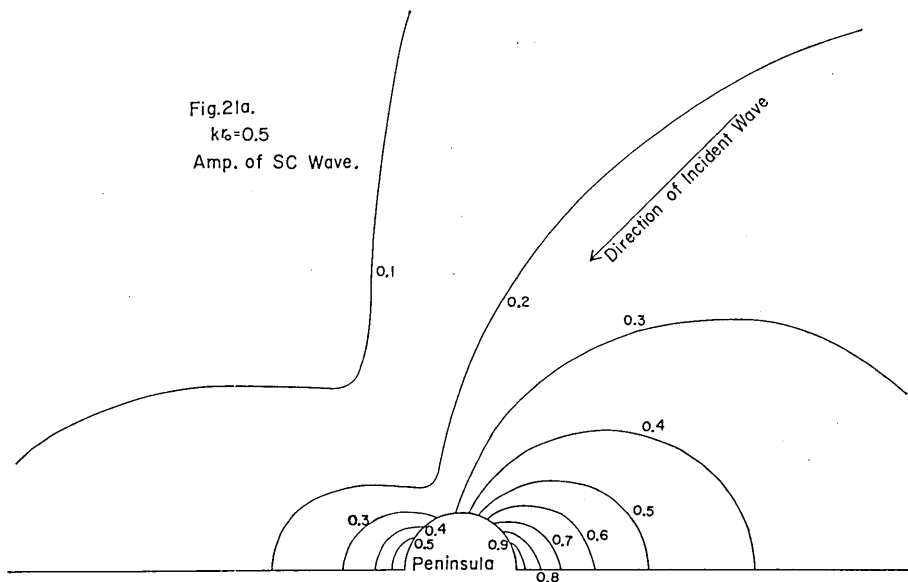 Fig.21a.
kr₀=0.5
Amp. of SC Wave.
Direction of Incident Wave
0.1
0.2
0.3
0.4
0.3
0.4
0.5
0.5
0.6
0.7
0.9
0.8
Peninsula